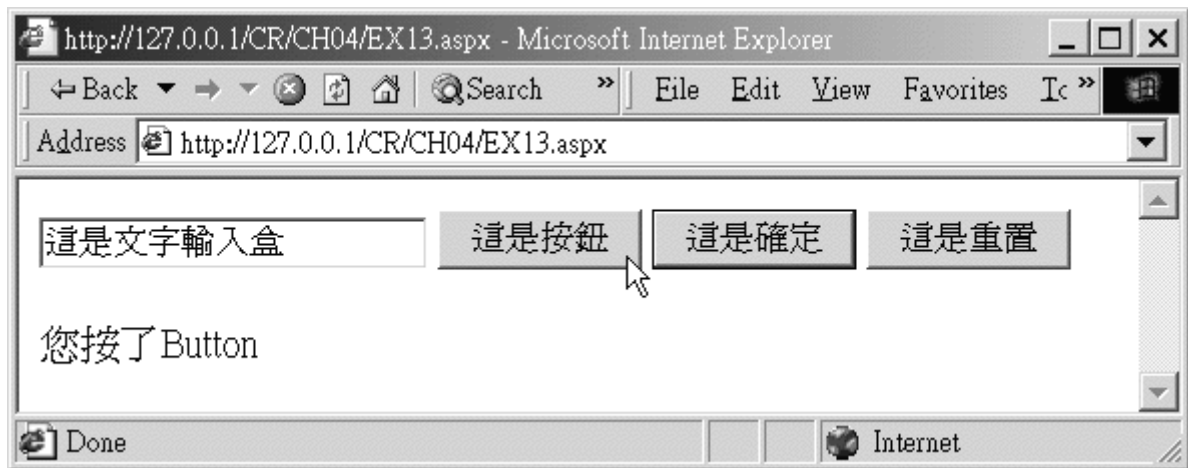 http://127.0.0.1/CR/CH04/EX13.aspx - Microsoft Internet Explorer
Back Search » File Edit View Favorites »
Address http://127.0.0.1/CR/CH04/EX13.aspx
這是文字輸入盒 這是按鈕 這是確定 這是重置
您按了Button
Done Internet